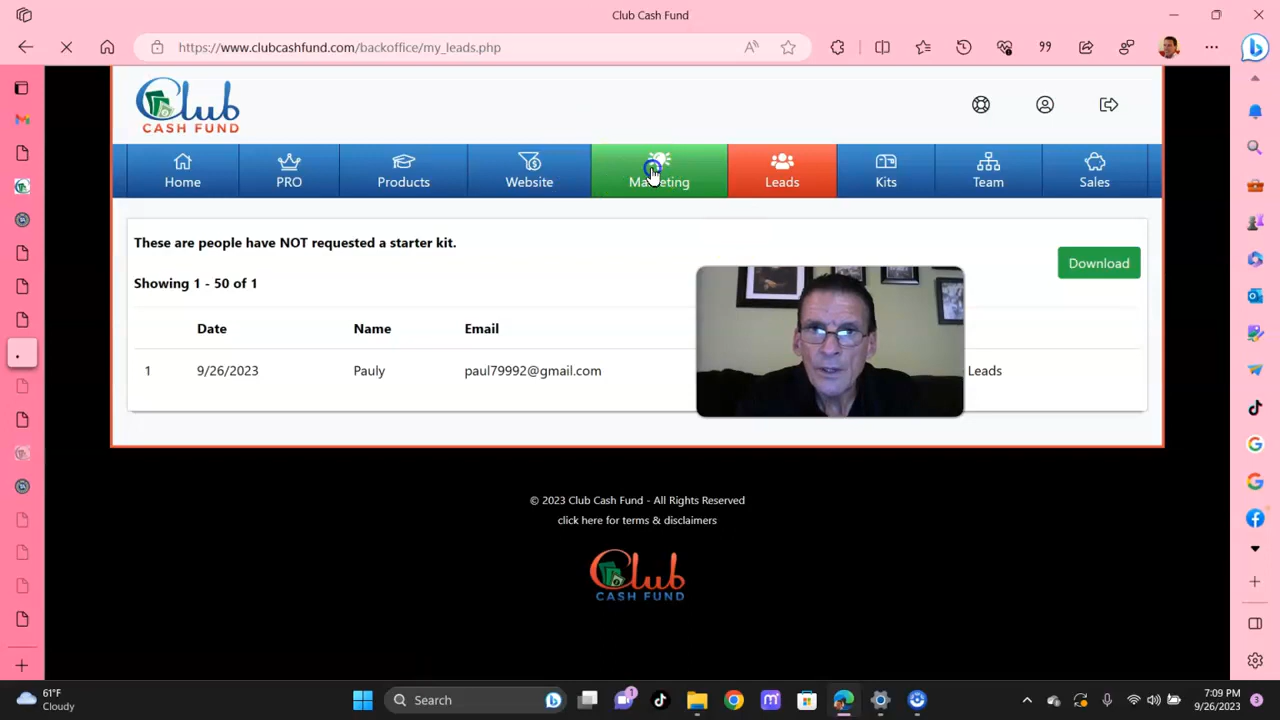 Club Cash Fund
https://www.clubcashfund.com/backoffice/my_leads.php
Club
CASH FUND
Home
PRO
Products
Website
Marketing
Leads
Kits
Team
Sales
These are people have NOT requested a starter kit.
Download
Showing 1 - 50 of 1
Date Name Email
1 9/26/2023 Pauly paul79992@gmail.com Leads
© 2023 Club Cash Fund - All Rights Reserved
click here for terms & disclaimers
Club
CASH FUND
61°F
Cloudy
Search
1
7:09 PM
9/26/2023
3